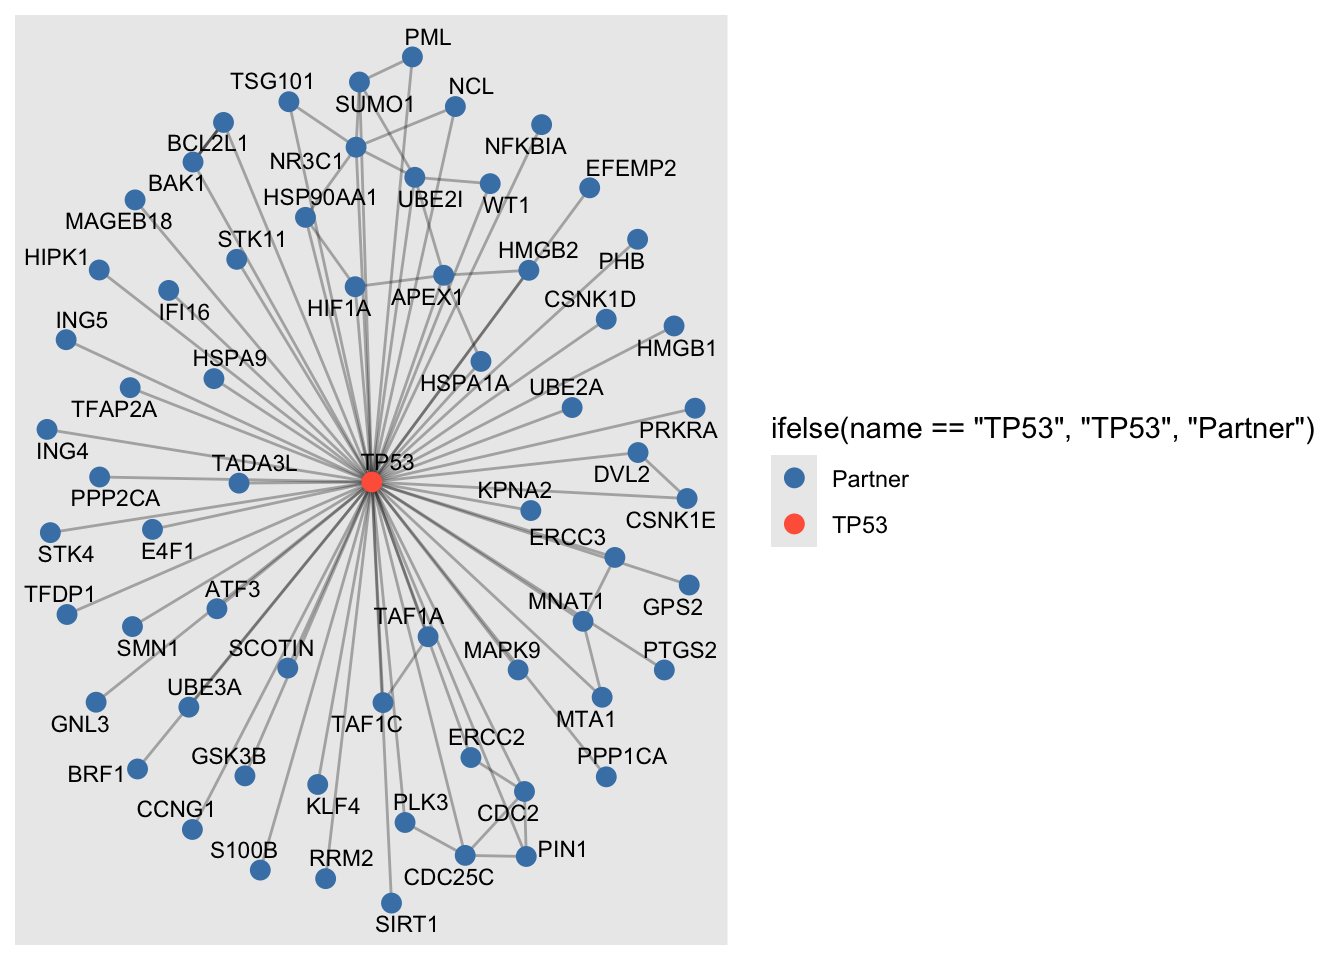 PML
TSG101
NCL
SUMO1
BCL2L1
NFKBIA
NR3C1
EFEMP2
BAK1
HSP90AA1
UBE2I
WT1
MAGEB18
STK11
HMGB2
HIPK1
PHB
APEX1
CSNK1D
HIF1A
IFI16
ING5
HMGB1
HSPA9
HSPA1A
UBE2A
TFAP2A
PRKRA
ING4
TP53
TADA3L
DVL2
PPP2CA
KPNA2
CSNK1E
ERCC3
STK4
E4F1
TFDP1
ATF3
MNAT1
GPS2
TAF1A
SMN1
SCOTIN
MAPK9
PTGS2
UBE3A
GNL3
TAF1C
MTA1
ERCC2
GSK3B
PPP1CA
BRF1
CCNG1
KLF4
PLK3
CDC2
S100B
RRM2
PIN1
CDC25C
SIRT1
ifelse(name == "TP53", "TP53", "Partner")
Partner
TP53